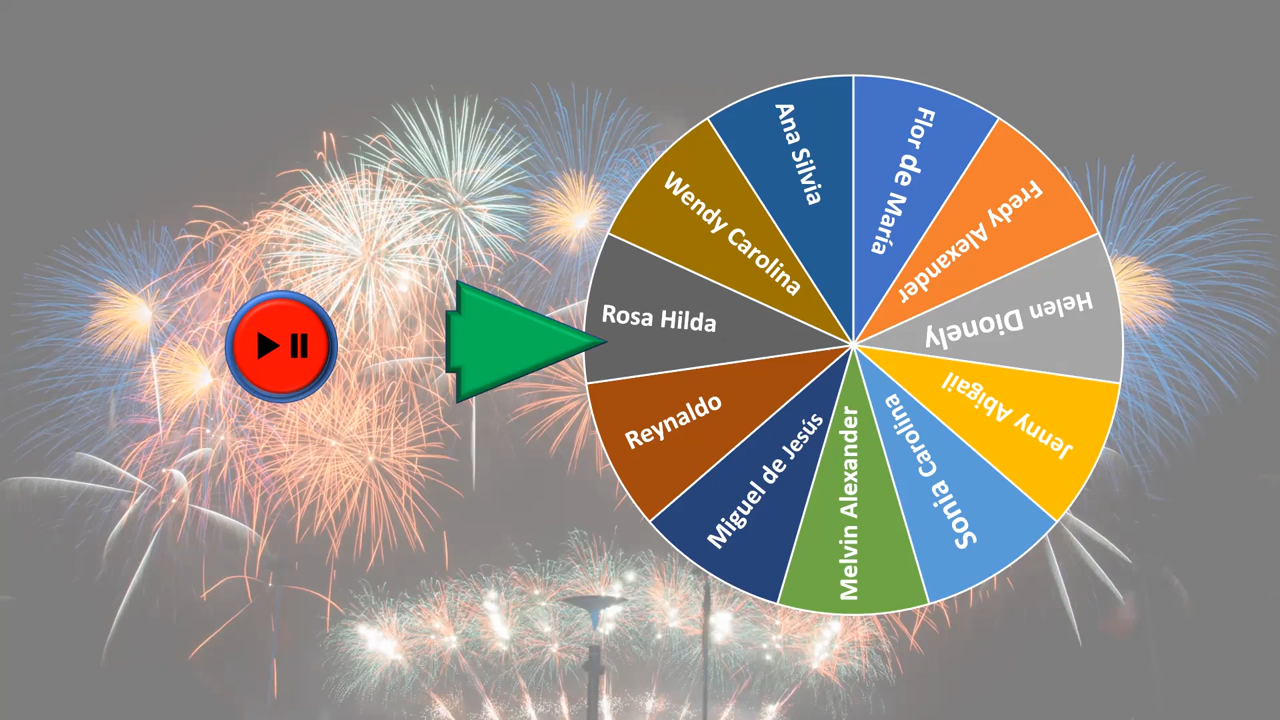 Flor de María
Fredy Alexander
Helen Dionely
Jenny Abigail
Sonia Carolina
Melvin Alexander
Miguel de Jesús
Reynaldo
Rosa Hilda
Wendy Carolina
Ana Silvia